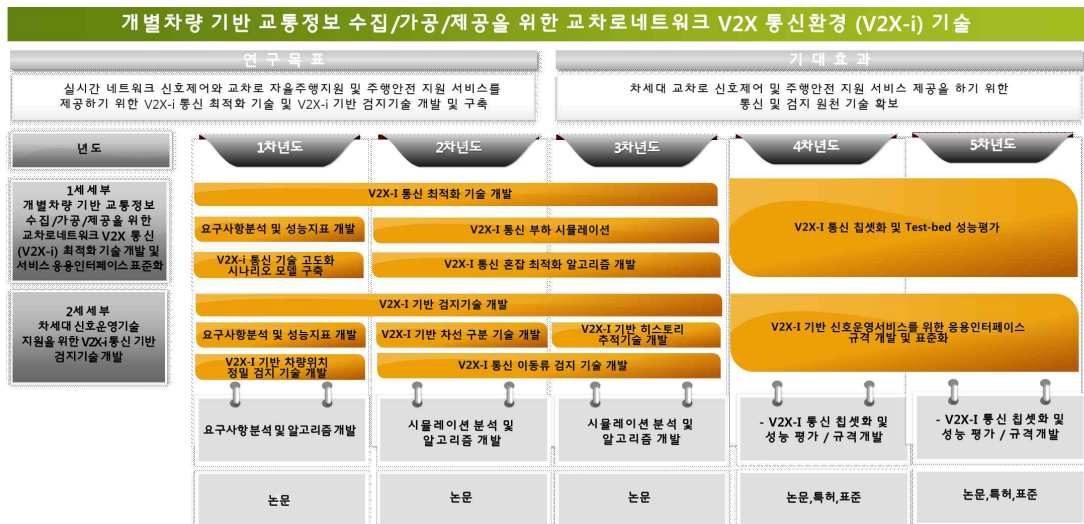 개별차량 기반 교통정보 수집/가공/제공을 위한 교차로네트워크 V2X 통신환경 (V2X-i) 기술
연구목표
기대효과
실시간 네트워크 신호제어와 교차로 자율주행지원 및 주행안전 지원 서비스를
제공하기 위한 V2X-i 통신 최적화 기술 및 V2X-i 기반 검지기술 개발 및 구축
차세대 교차로 신호제어 및 주행안전 지원 서비스 제공을 하기 위한
통신 및 검지 원천 기술 확보
년도
1차년도
2차년도
3차년도
4차년도
5차년도
1세세부
개별차량 기반 교통정보
수집/가공/제공을 위한
교차로네트워크 V2X 통신
(V2X-i) 최적화 기술 개발 및
서비스 응용인터페이스 표준화
V2X-I 통신 최적화 기술 개발
요구사항분석 및 성능지표 개발
V2X-I 통신 부하 시뮬레이션
V2X-i 통신 기술 고도화
시나리오 모델 구축
V2X-I 통신 혼잡 최적화 알고리즘 개발
V2X-I 통신 칩셋화 및 Test-bed 성능평가
2세세부
차세대 신호운영기술
지원을 위한 V2X-i 통신 기반
검지기술 개발
V2X-I 기반 검지기술 개발
요구사항분석 및 성능지표 개발
V2X-I 기반 차선 구분 기술 개발
V2X-I 기반 히스토리
추적기술 개발
V2X-I 기반 차량위치
정밀 검지 기술 개발
V2X-I 통신 이동류 검지 기술 개발
V2X-I 기반 신호운영서비스를 위한 응용인터페이스
규격 개발 및 표준화
요구사항분석 및 알고리즘 개발
시뮬레이션 분석 및
알고리즘 개발
시뮬레이션 분석 및
알고리즘 개발
- V2X-I 통신 칩셋화 및
성능 평가 / 규격개발
- V2X-I 통신 칩셋화 및
성능 평가 / 규격개발
논문
논문
논문
논문,특허,표준
논문,특허,표준